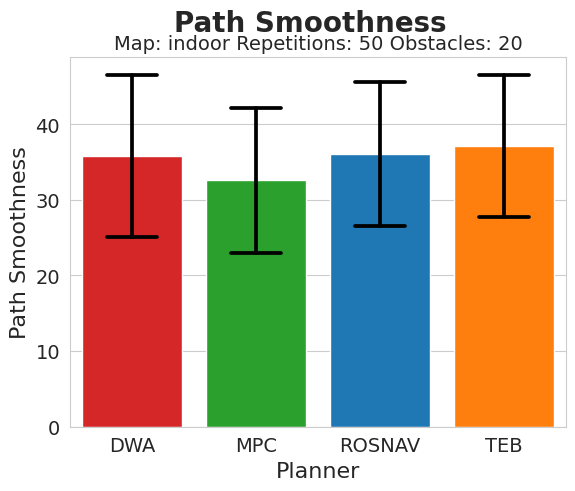 Path Smoothness
Map: indoor Repetitions: 50 Obstacles: 20
Path Smoothness
40
30
20
10
0
DWA MPC ROSNAV TEB
Planner